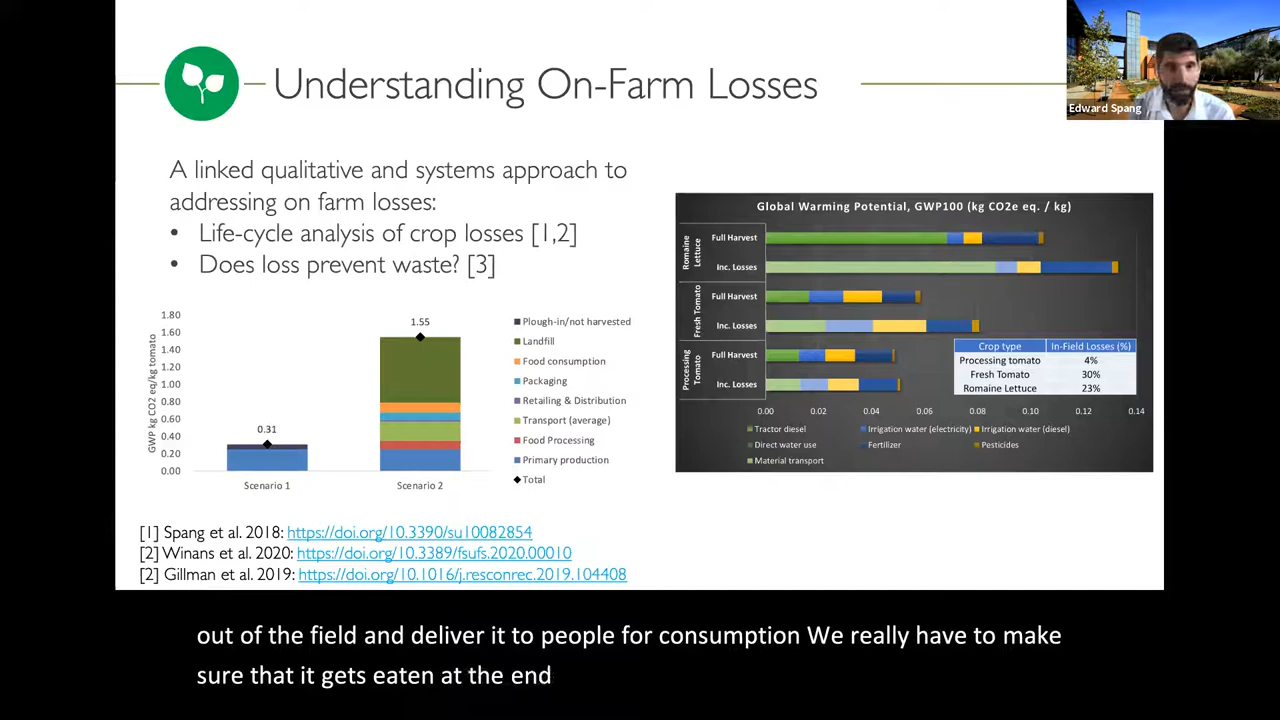 Understanding On-Farm Losses
Edward Spang
A linked qualitative and systems approach to
addressing on farm losses:
• Life-cycle analysis of crop losses [1,2]
• Does loss prevent waste? [3]
GWP kg CO2 eq/kg tomato
1.80
1.60
1.40
1.20
1.00
0.80
0.60
0.40
0.20
0.00
0.31
1.55
Scenario 1
Scenario 2
Plough-in/not harvested
Landfill
Food consumption
Packaging
Retailing & Distribution
Transport (average)
Food Processing
Primary production
Total
Global Warming Potential, GWP100 (kg CO2e eq. / kg)
Romaine
Lettuce
Full Harvest
Inc. Losses
Fresh Tomato
Full Harvest
Inc. Losses
Processing
Tomato
Full Harvest
Inc. Losses
Crop type In-Field Losses (%)
Processing tomato 4%
Fresh Tomato 30%
Romaine Lettuce 23%
0.00 0.02 0.04 0.06 0.08 0.10 0.12 0.14
Tractor diesel Irrigation water (electricity) Irrigation water (diesel)
Direct water use Fertilizer Pesticides
Material transport
[1] Spang et al. 2018: https://doi.org/10.3390/su10082854
[2] Winans et al. 2020: https://doi.org/10.3389/fsufs.2020.00010
[2] Gillman et al. 2019: https://doi.org/10.1016/j.resconrec.2019.104408
out of the field and deliver it to people for consumption We really have to make
sure that it gets eaten at the end